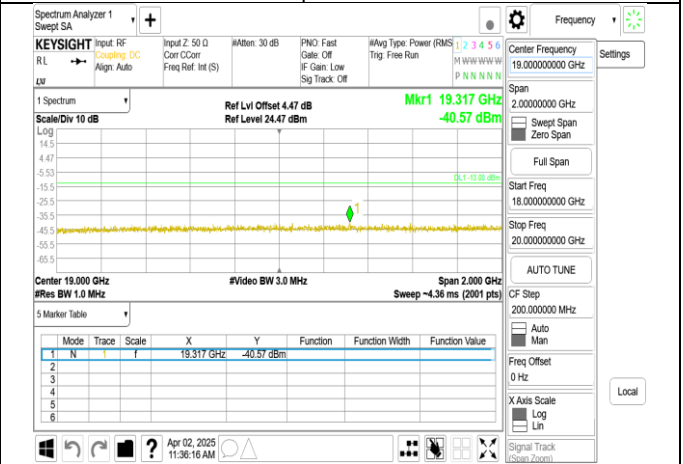 Spectrum Analyzer 1
Swept SA
+
Frequency
KEYSIGHT
Input: RF
Input Z: 50 Ω
#Atten: 30 dB
PNO: Fast
#Avg Type: Power (RMS
1 2 3 4 5 6
RL
Coupling: DC
Corr CCorr
Gate: Off
Trig: Free Run
M W W W W W
Align: Auto
Freq Ref: Int (S)
IF Gain: Low
P N N N N N
Sig Track: Off
LXI
Center Frequency
19.000000000 GHz
Settings
1 Spectrum
Ref Lvl Offset 4.47 dB
Mkr1 19.317 GHz
Scale/Div 10 dB
Ref Level 24.47 dBm
-40.57 dBm
Span
2.00000000 GHz
Swept Span
Zero Span
Log
14.5
4.47
-5.53
-15.5
-25.5
-35.5
-45.5
-55.5
-65.5
DL1 -13.00 dBm
1
Full Span
Start Freq
18.000000000 GHz
Stop Freq
20.000000000 GHz
AUTO TUNE
Center 19.000 GHz
#Video BW 3.0 MHz
Span 2.000 GHz
#Res BW 1.0 MHz
Sweep ~4.36 ms (2001 pts)
CF Step
200.000000 MHz
Auto
Man
5 Marker Table
Mode Trace Scale X Y Function Function Width Function Value
1 N 1 f 19.317 GHz -40.57 dBm
2
3
4
5
6
Freq Offset
0 Hz
X Axis Scale
Log
Lin
Local
Signal Track
(Span Zoom)
?
Apr 02, 2025
11:36:16 AM